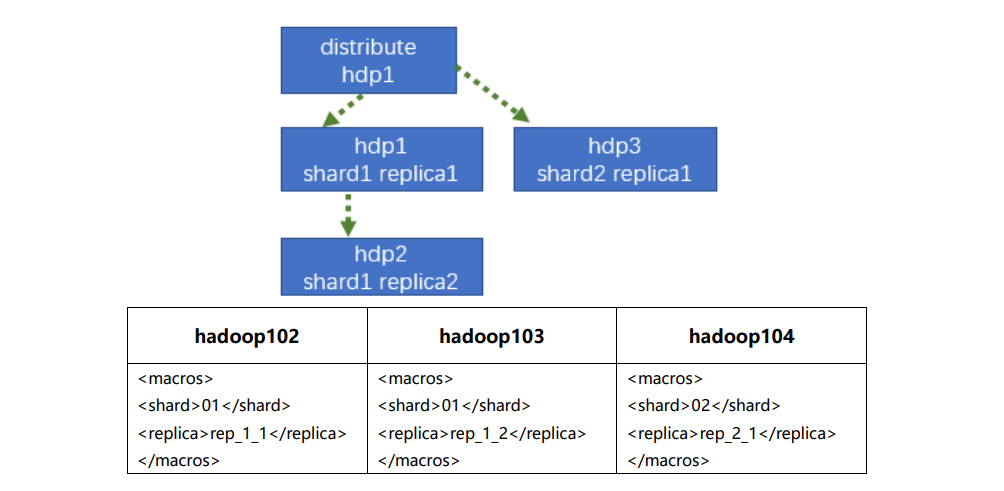 distribute
hdp1
hdp1
shard1 replica1
hdp3
shard2 replica1
hdp2
shard1 replica2
hadoop102
hadoop103
hadoop104
<macros>
<shard>01</shard>
<replica>rep_1_1</replica>
</macros>
<macros>
<shard>01</shard>
<replica>rep_1_2</replica>
</macros>
<macros>
<shard>02</shard>
<replica>rep_2_1</replica>
</macros>